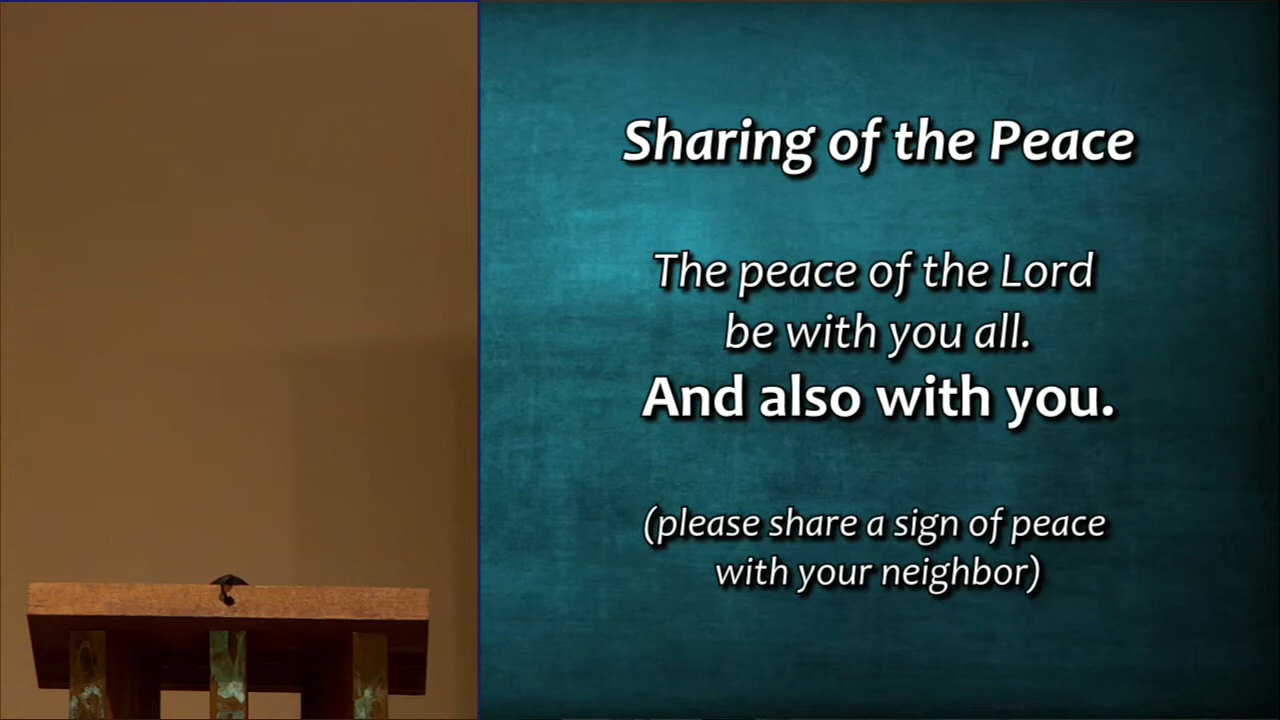 Sharing of the Peace
The peace of the Lord
be with you all.
And also with you.
(please share a sign of peace
with your neighbor)